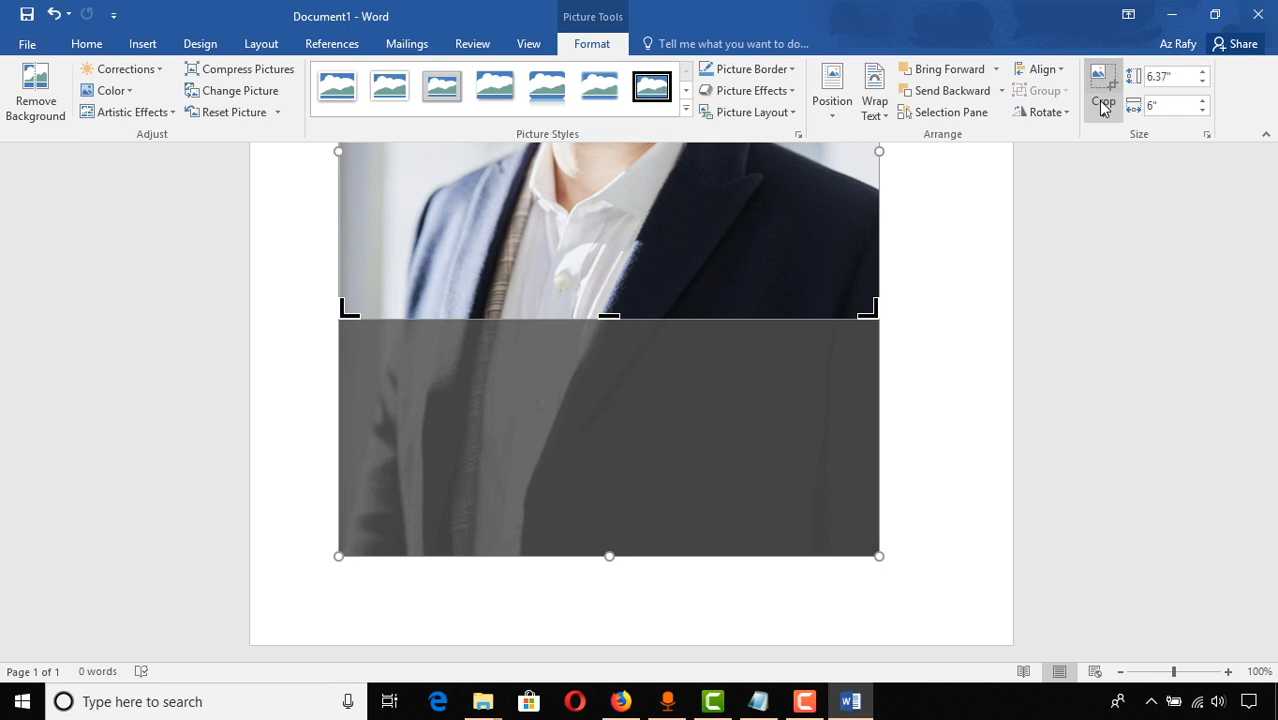 Document1 - Word
Picture Tools
File
Home
Insert
Design
Layout
References
Mailings
Review
View
Format
Tell me what you want to do...
Az Rafy
Share
Remove
Background
Corrections
Color
Artistic Effects
Compress Pictures
Change Picture
Reset Picture
Adjust
Picture Styles
Picture Border
Picture Effects
Picture Layout
Position
Wrap
Text
Bring Forward
Send Backward
Selection Pane
Align
Group
Rotate
Arrange
Crop
6.37"
6"
Size
Page 1 of 1
0 words
100%
Type here to search